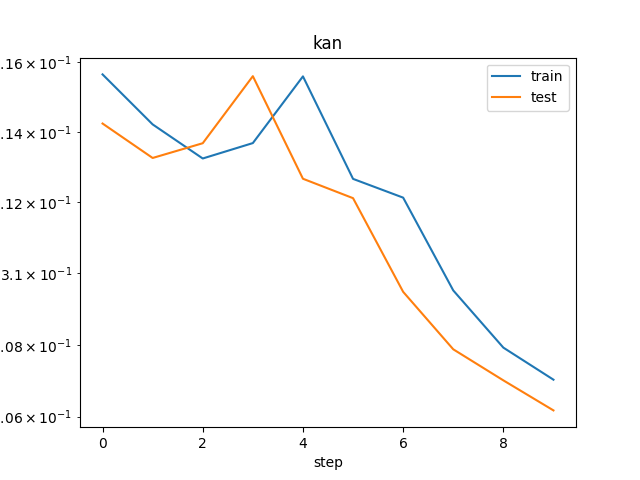 kan
.16 × 10⁻¹
.14 × 10⁻¹
.12 × 10⁻¹
3.1 × 10⁻¹
.08 × 10⁻¹
.06 × 10⁻¹
train
test
0 2 4 6 8
step